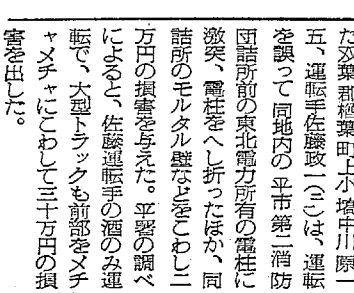 た双葉郡楢葉町上小塙中川原一
五、運転手佐藤政一(三)は、運転
を誤って同地内の平市第二消防
団詰所前の東北電力所有の電柱に
激突、電柱をへし折ったほか、同
詰所のモルタル壁などをこわし二
万円の損害を与えた。平署の調べ
によると、佐藤運転手の酒のみ運
転で、大型トラックも前部をメチ
ャメチャにこわして三十万円の損
害を出した。